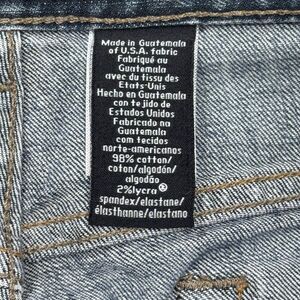 Made in Guatemala
of U.S.A. fabric
Fabriqué au
Guatemala
avec du tissu des
Etats-Unis
Hecho en Guatemala
con tejido de
Estados Unidos
Fabricado na
Guatemala
com tecidos
norte-americanos
98% cotton/
coton/algodón/
algodão
2%lycra®
spandex/elastane/
élasthanne/elastano